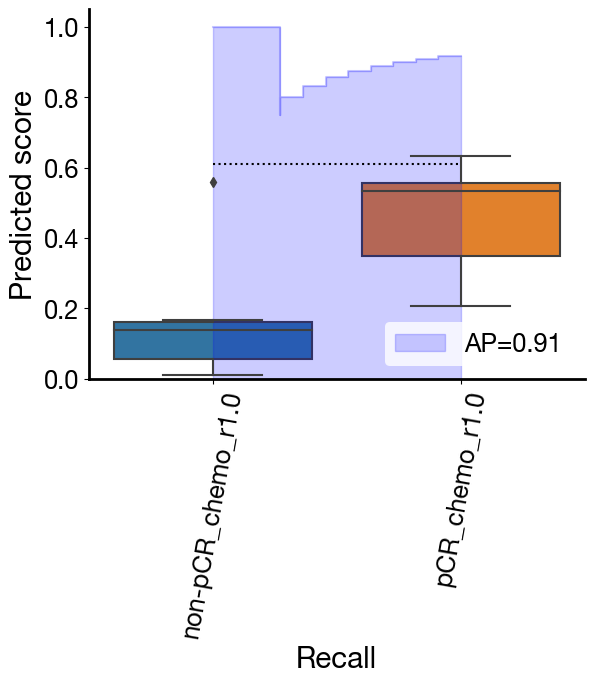 Predicted score
1.0
0.8
0.6
0.4
0.2
0.0
AP=0.91
non-pCR_chemo_r1.0
pCR_chemo_r1.0
Recall